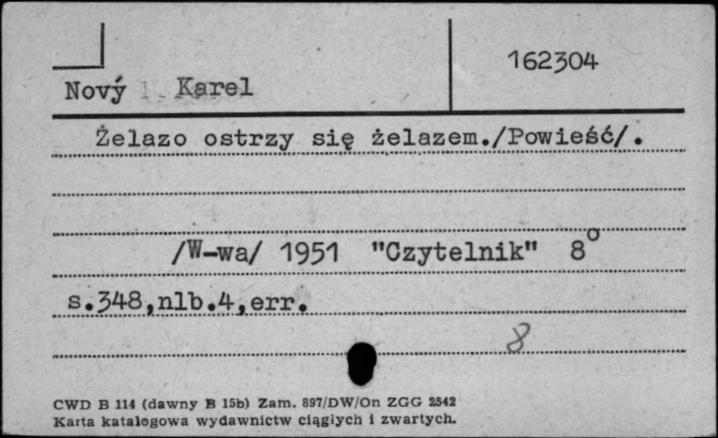 162304
Nový Karel
Żelazo ostrzy się żelazem./Powieść/.
/W-wa/ 1951 "Czytelnik" 8°
s.348,nlb.4,err.
8
CWD B 114 (dawny B 15b) Zam. 897/DW/On ZGG 2542
Karta katalogowa wydawnictw ciągłych i zwartych.